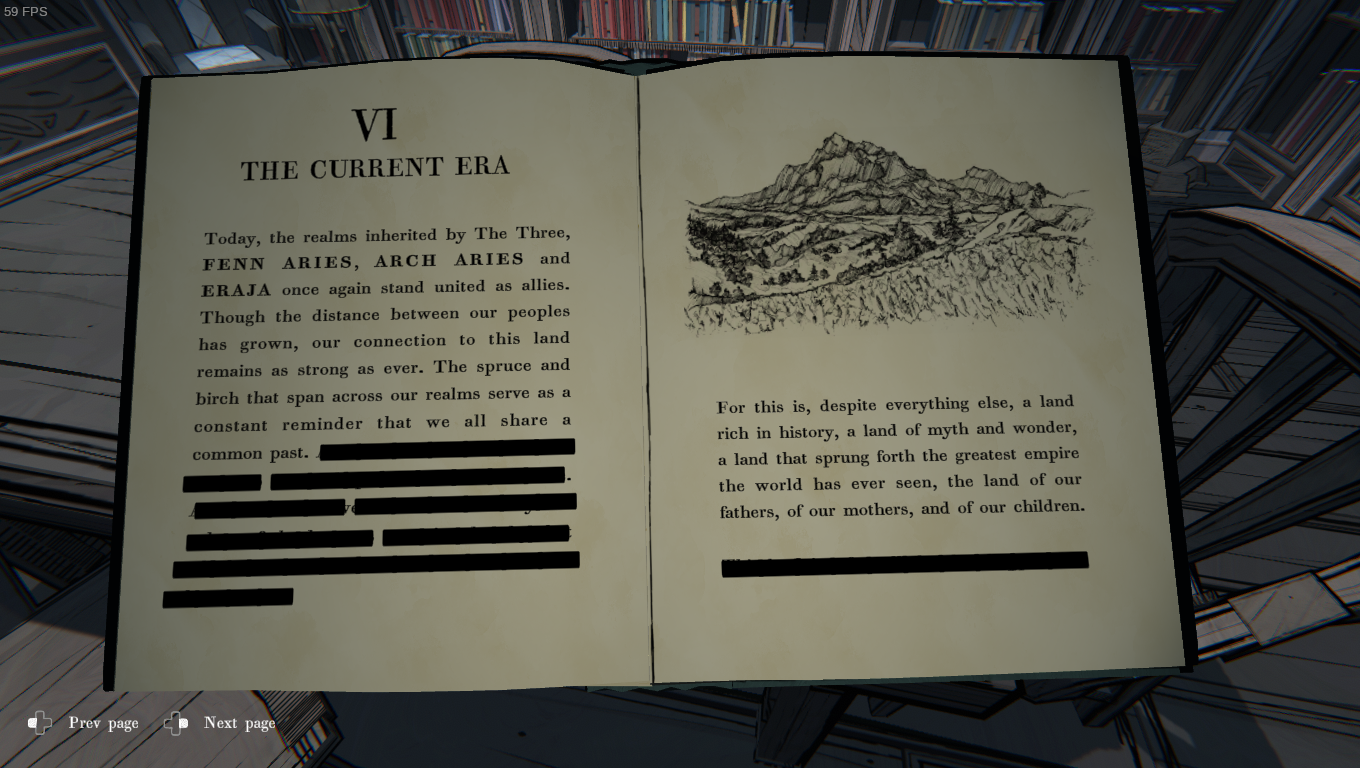 59 FPS
VI
THE CURRENT ERA
Today, the realms inherited by The Three,
FENN ARIES, ARCH ARIES and
ERAJA once again stand united as allies.
Though the distance between our peoples
has grown, our connection to this land
remains as strong as ever. The spruce and
birch that span across our realms serve as a
constant reminder that we all share a
common past.
For this is, despite everything else, a land
rich in history, a land of myth and wonder,
a land that sprung forth the greatest empire
the world has ever seen, the land of our
fathers, of our mothers, and of our children.
Prev page
Next page